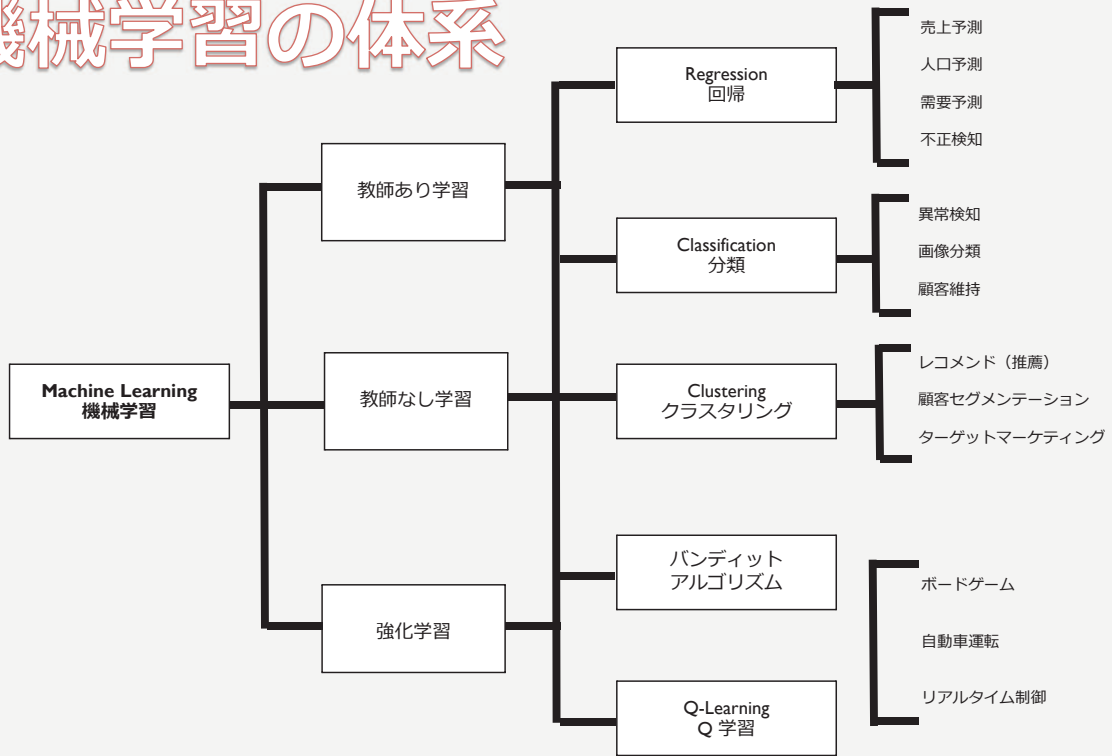 機械学習の体系
Machine Learning
機械学習
教師あり学習
教師なし学習
強化学習
Regression
回帰
売上予測
人口予測
需要予測
不正検知
Classification
分類
異常検知
画像分類
顧客維持
Clustering
クラスタリング
レコメンド（推薦）
顧客セグメンテーション
ターゲットマーケティング
バンディット
アルゴリズム
Q-Learning
Q 学習
ボードゲーム
自動車運転
リアルタイム制御